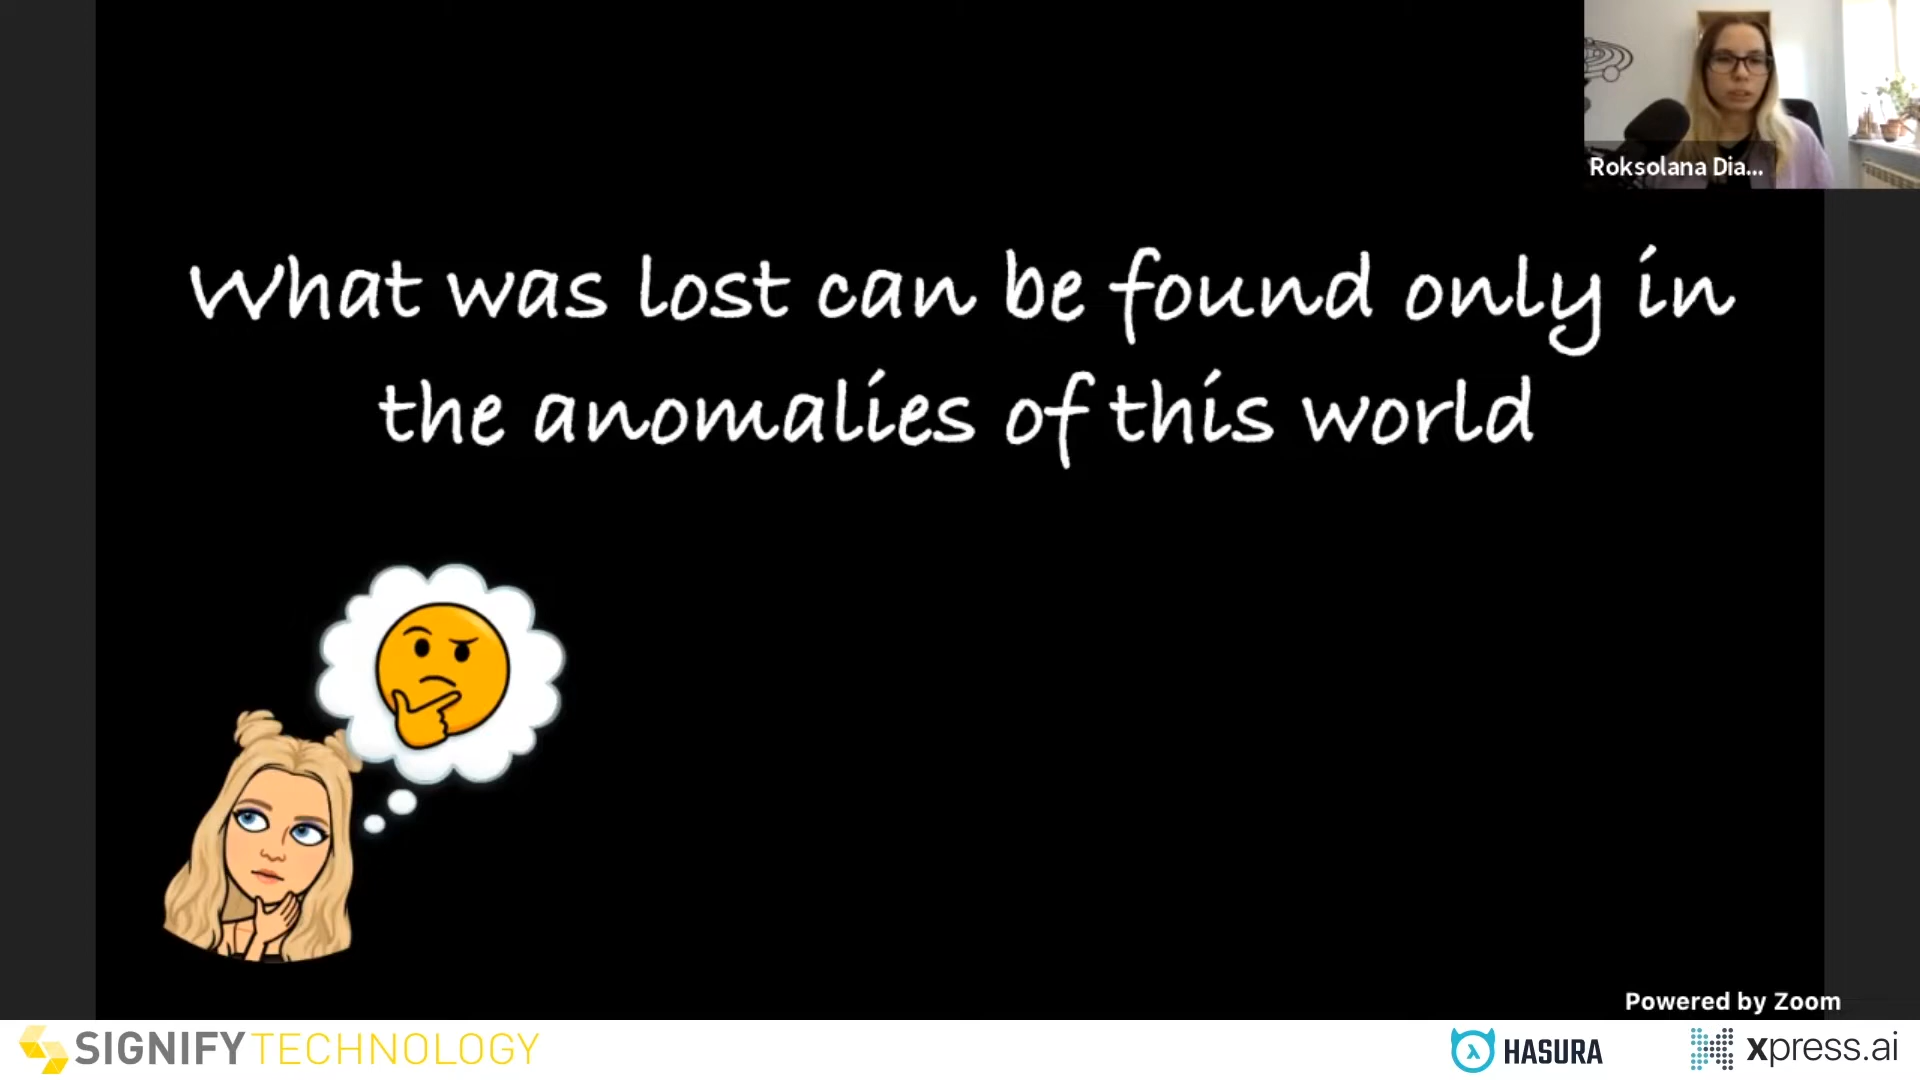 Roksolana Dia...
What was lost can be found only in
the anomalies of this world
Powered by Zoom
SIGNIFY TECHNOLOGY
HASURA
xpress.ai